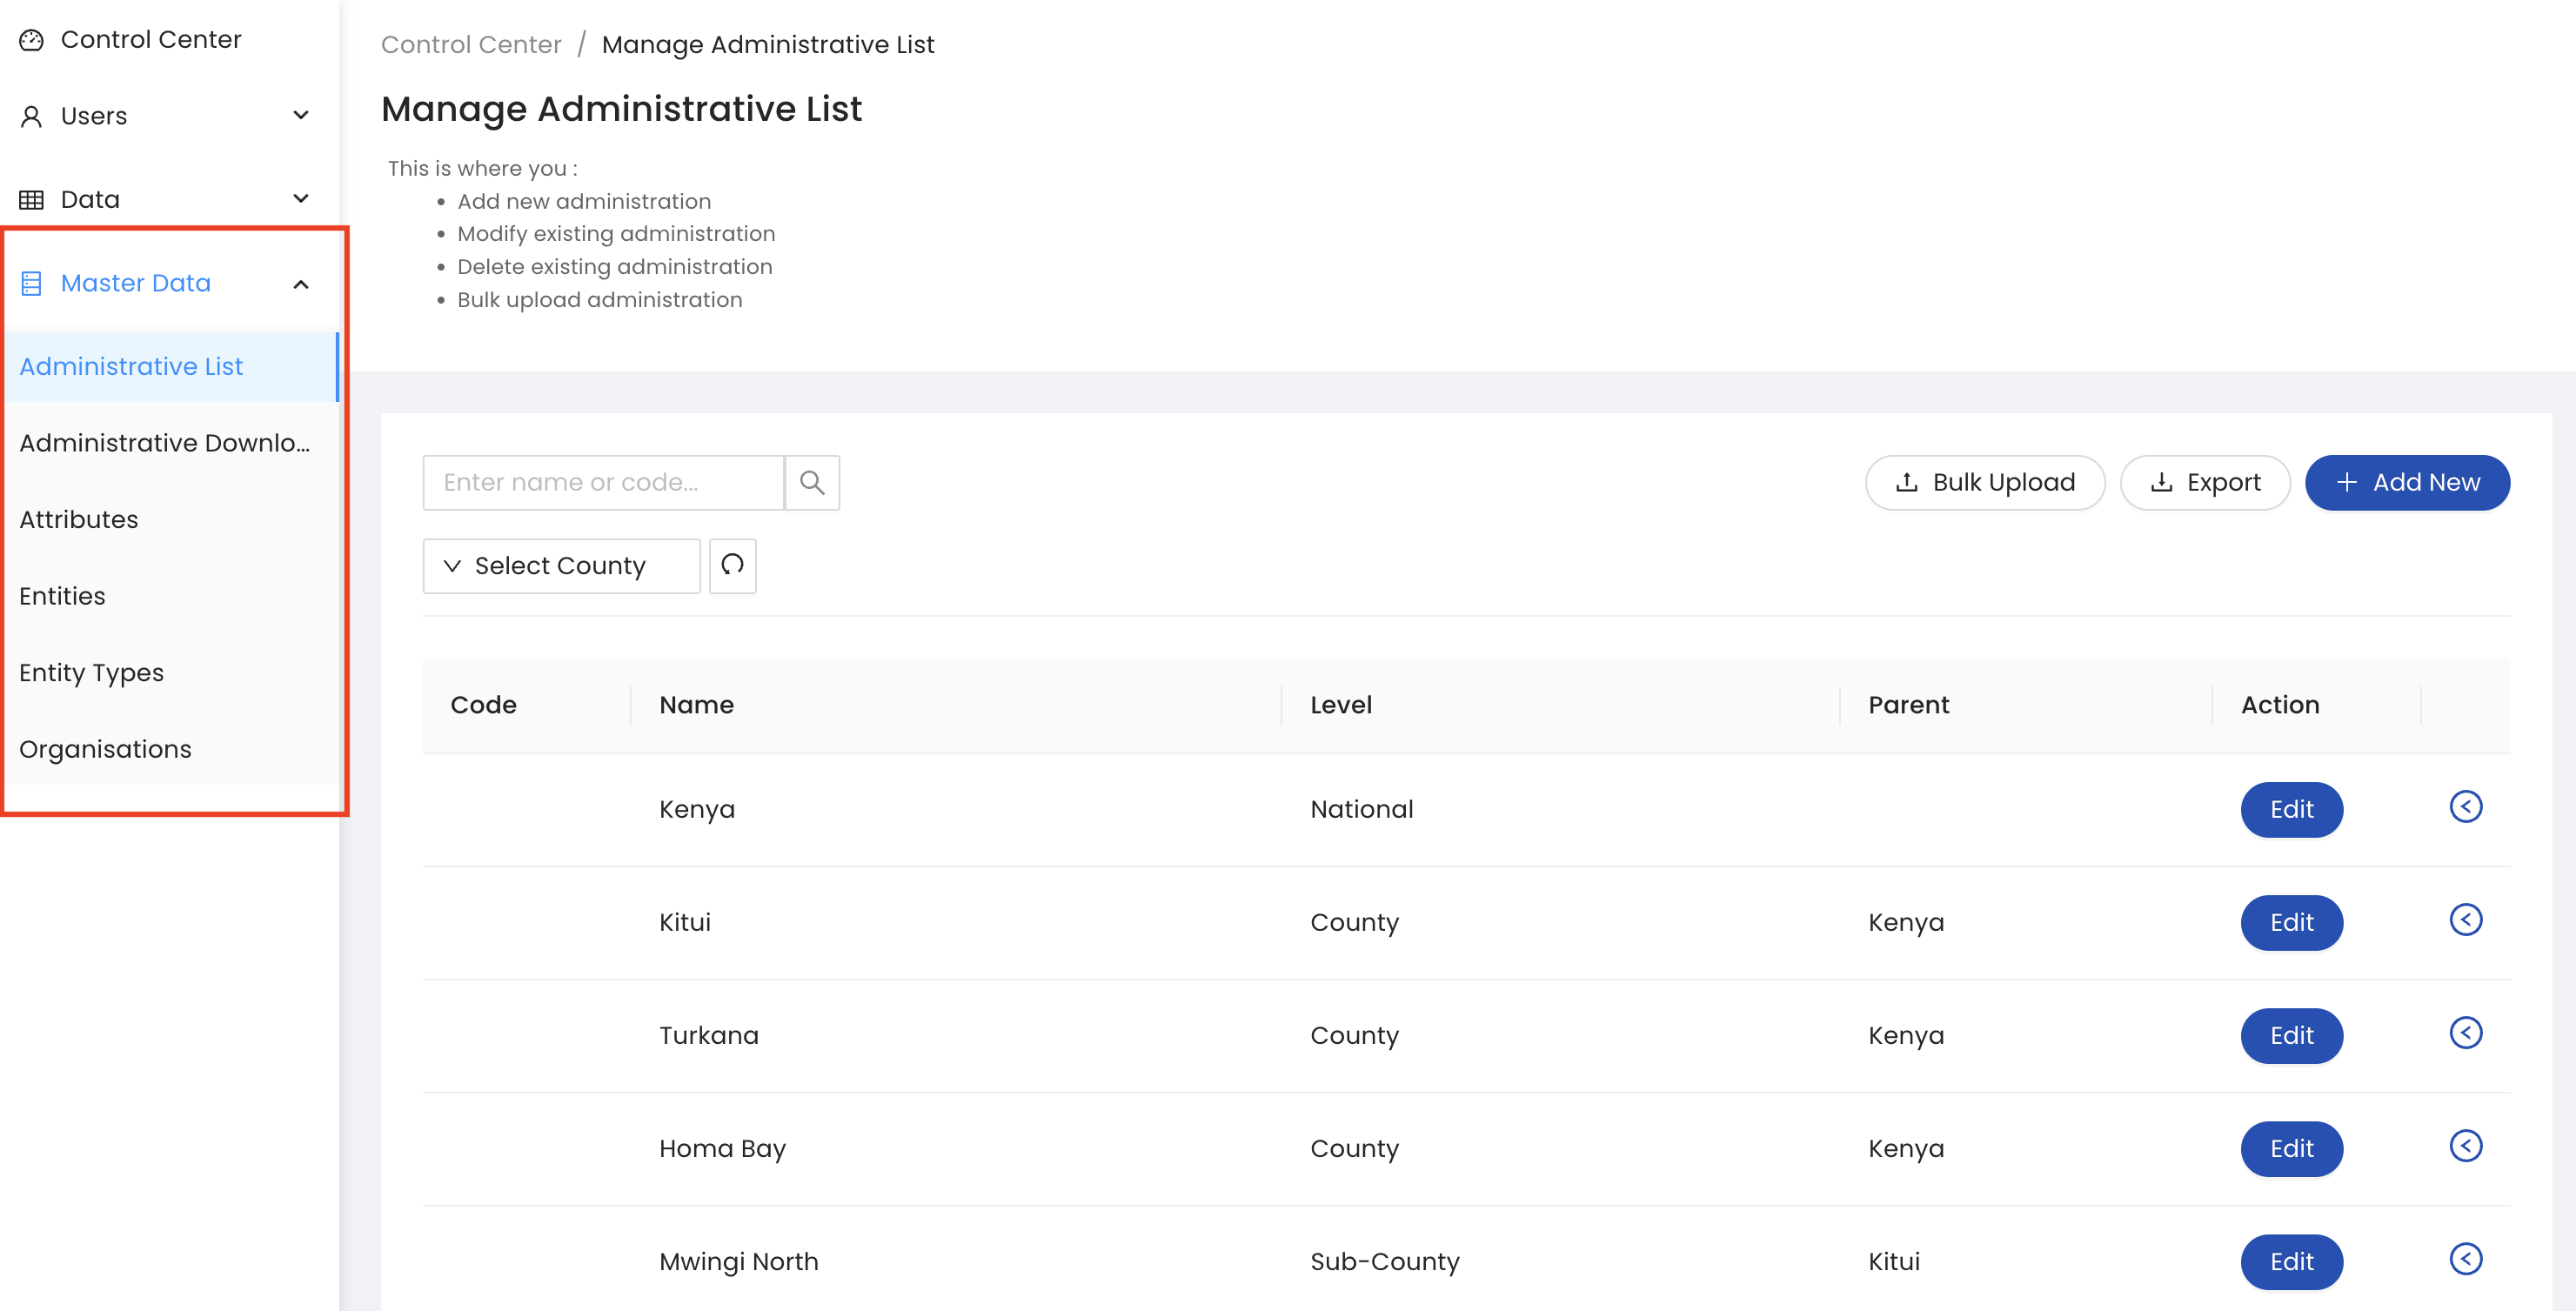 Control Center
Users
Data
Master Data
Administrative List
Administrative Downlo...
Attributes
Entities
Entity Types
Organisations
Control Center / Manage Administrative List
Manage Administrative List
This is where you :
• Add new administration
• Modify existing administration
• Delete existing administration
• Bulk upload administration
Enter name or code...
Bulk Upload
Export
Add New
Select County
Code Name Level Parent Action
Kenya National Edit
Kitui County Kenya Edit
Turkana County Kenya Edit
Homa Bay County Kenya Edit
Mwingi North Sub-County Kitui Edit